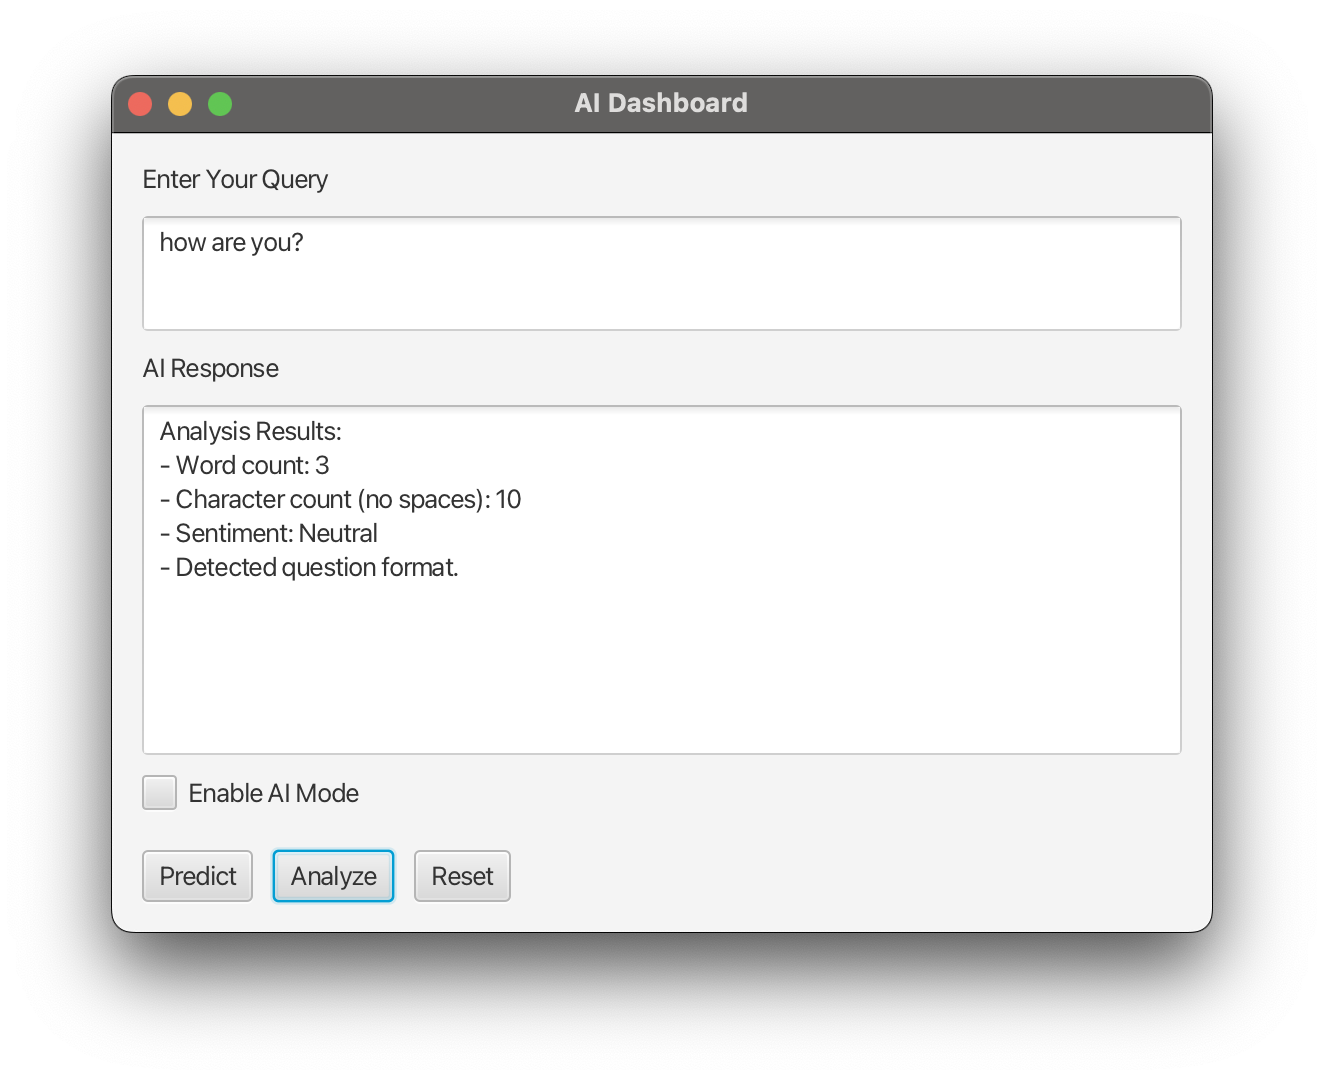 AI Dashboard
Enter Your Query
how are you?
AI Response
Analysis Results:
- Word count: 3
- Character count (no spaces): 10
- Sentiment: Neutral
- Detected question format.
Enable AI Mode
Predict Analyze Reset